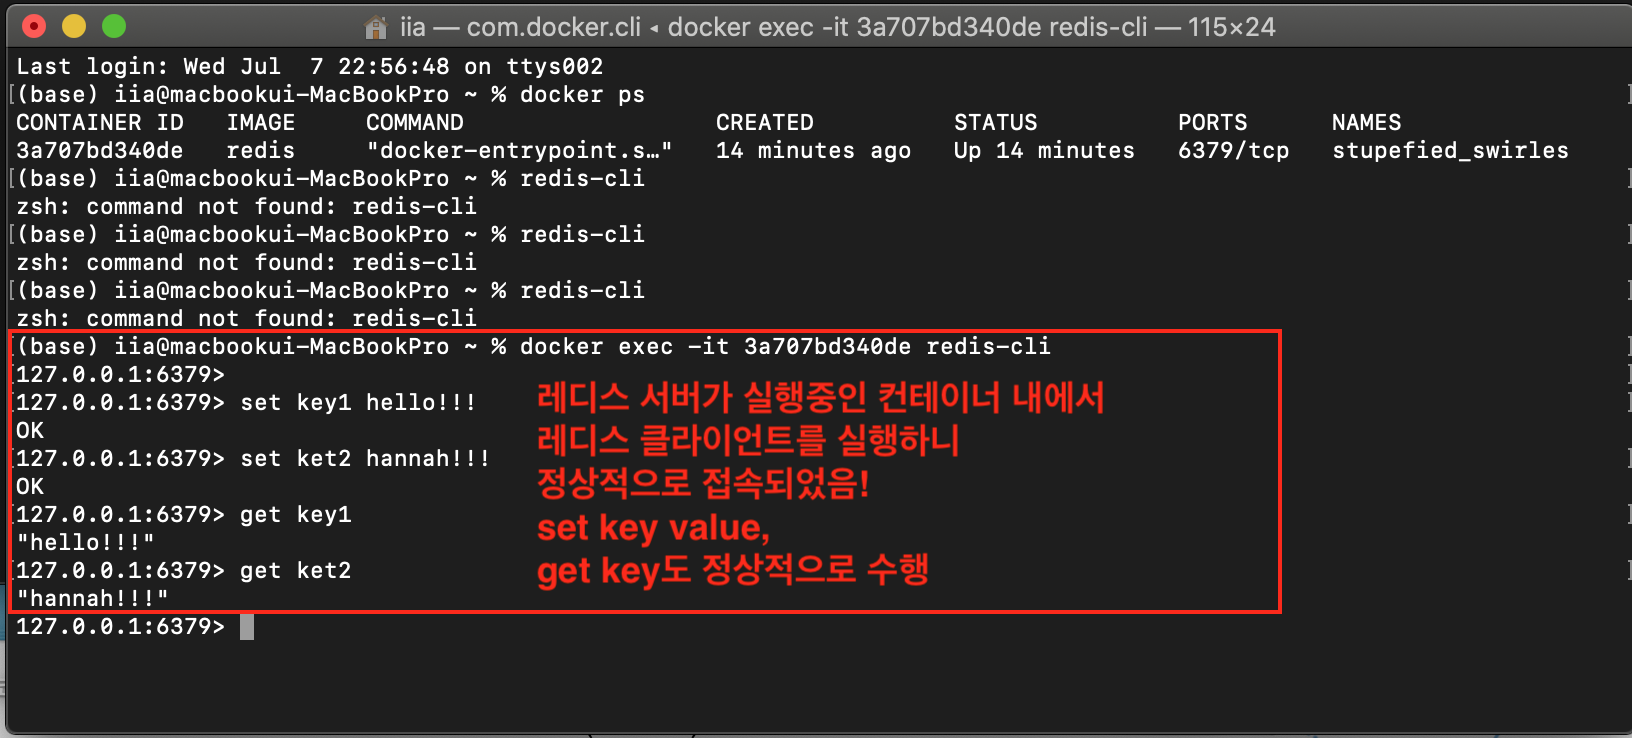 iia — com.docker.cli ◂ docker exec -it 3a707bd340de redis-cli — 115×24
Last login: Wed Jul  7 22:56:48 on ttys002
[(base) iia@macbookui-MacBookPro ~ % docker ps ]
CONTAINER ID   IMAGE     COMMAND                  CREATED          STATUS          PORTS      NAMES
3a707bd340de   redis     "docker-entrypoint.s…"   14 minutes ago   Up 14 minutes   6379/tcp   stupefied_swirles
[(base) iia@macbookui-MacBookPro ~ % redis-cli ]
zsh: command not found: redis-cli
[(base) iia@macbookui-MacBookPro ~ % redis-cli ]
zsh: command not found: redis-cli
[(base) iia@macbookui-MacBookPro ~ % redis-cli ]
zsh: command not found: redis-cli
[(base) iia@macbookui-MacBookPro ~ % docker exec -it 3a707bd340de redis-cli ]
[127.0.0.1:6379> ]
[127.0.0.1:6379> set key1 hello!!! ]
OK
[127.0.0.1:6379> set ket2 hannah!!! ]
OK
[127.0.0.1:6379> get key1 ]
"hello!!!"
[127.0.0.1:6379> get ket2 ]
"hannah!!!"
127.0.0.1:6379>
레디스 서버가 실행중인 컨테이너 내에서
레디스 클라이언트를 실행하니
정상적으로 접속되었음!
set key value,
get key도 정상적으로 수행